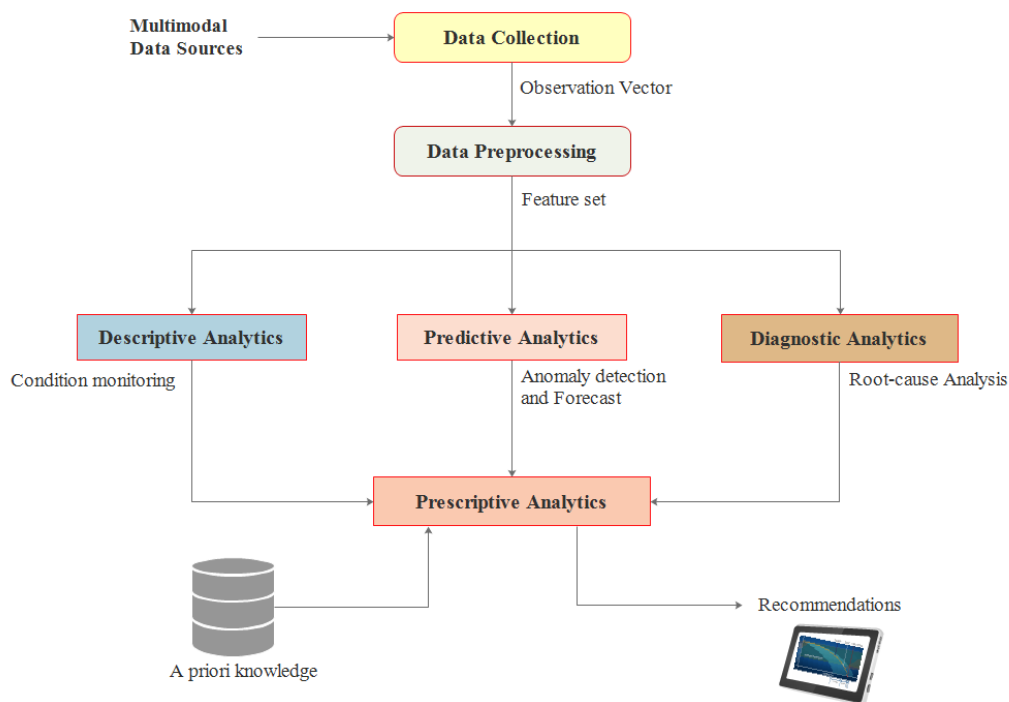 Multimodal
Data Sources
Data Collection
Observation Vector
Data Preprocessing
Feature set
Descriptive Analytics
Predictive Analytics
Diagnostic Analytics
Condition monitoring
Anomaly detection
and Forecast
Root-cause Analysis
Prescriptive Analytics
A priori knowledge
Recommendations